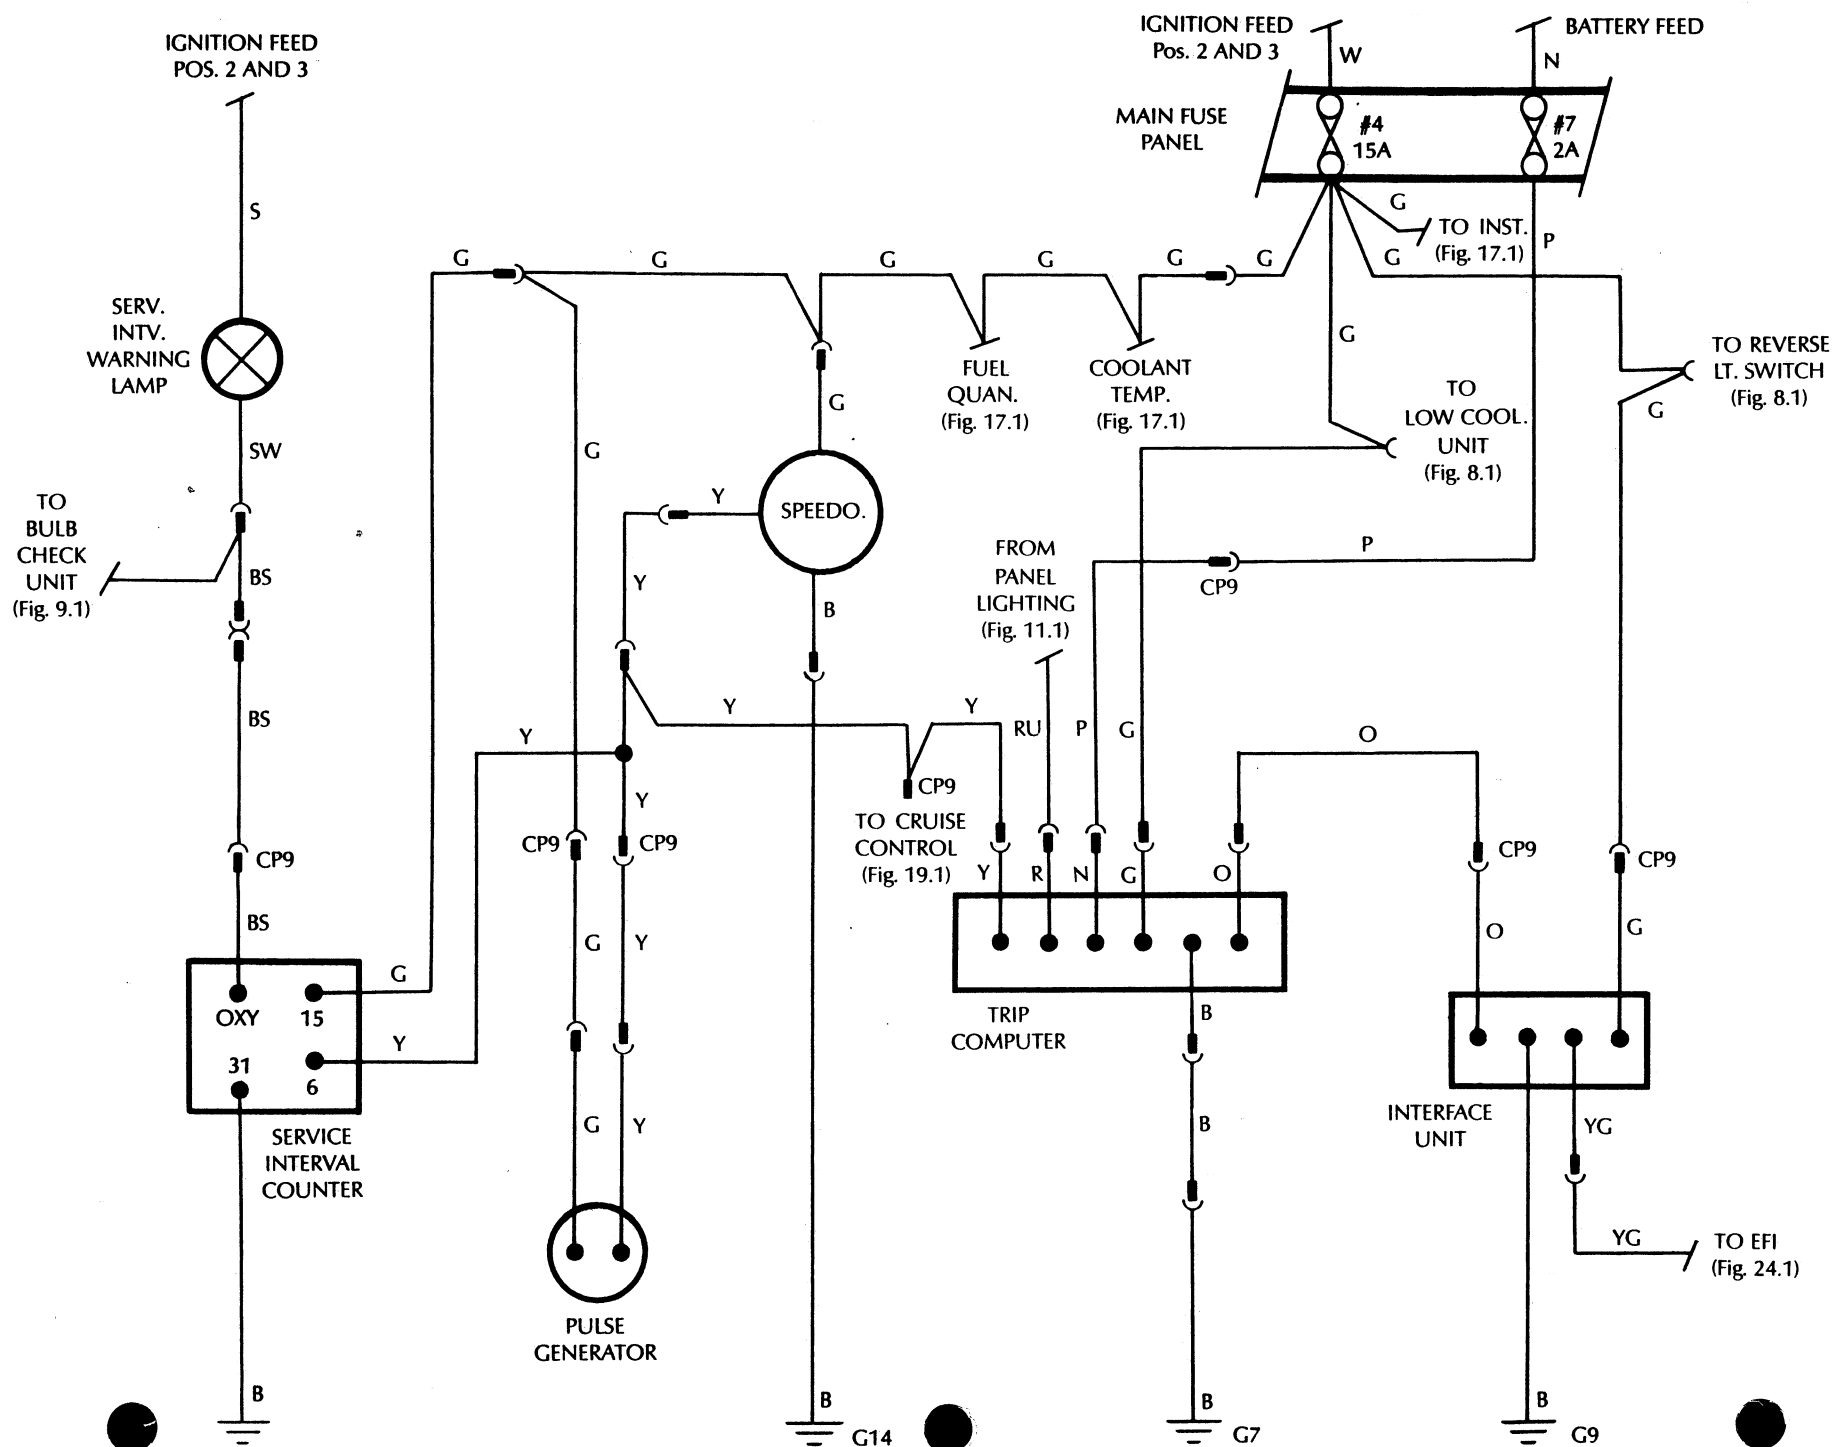 IGNITION FEED
POS. 2 AND 3
IGNITION FEED
Pos. 2 AND 3
W
BATTERY FEED
N
MAIN FUSE
PANEL
#4
15A
#7
2A
S
G
TO INST.
(Fig. 17.1)
P
G
G
G
G
G
G
G
SERV.
INTV.
WARNING
LAMP
G
FUEL
QUAN.
(Fig. 17.1)
COOLANT
TEMP.
(Fig. 17.1)
TO REVERSE
LT. SWITCH
(Fig. 8.1)
G
TO
LOW COOL.
UNIT
(Fig. 8.1)
G
G
SW
TO
BULB
CHECK
UNIT
(Fig. 9.1)
BS
Y
SPEEDO.
Y
B
FROM
PANEL
LIGHTING
(Fig. 11.1)
P
CP9
BS
Y
Y
Y
RU
P
G
O
Y
CP9
CP9
CP9
CP9
TO CRUISE
CONTROL
(Fig. 19.1)
Y
R
N
G
O
CP9
CP9
BS
G
Y
O
G
OXY
15
G
31
6
Y
SERVICE
INTERVAL
COUNTER
TRIP
COMPUTER
B
G
Y
B
INTERFACE
UNIT
YG
YG
TO EFI
(Fig. 24.1)
PULSE
GENERATOR
B
B
G14
B
G7
B
G9